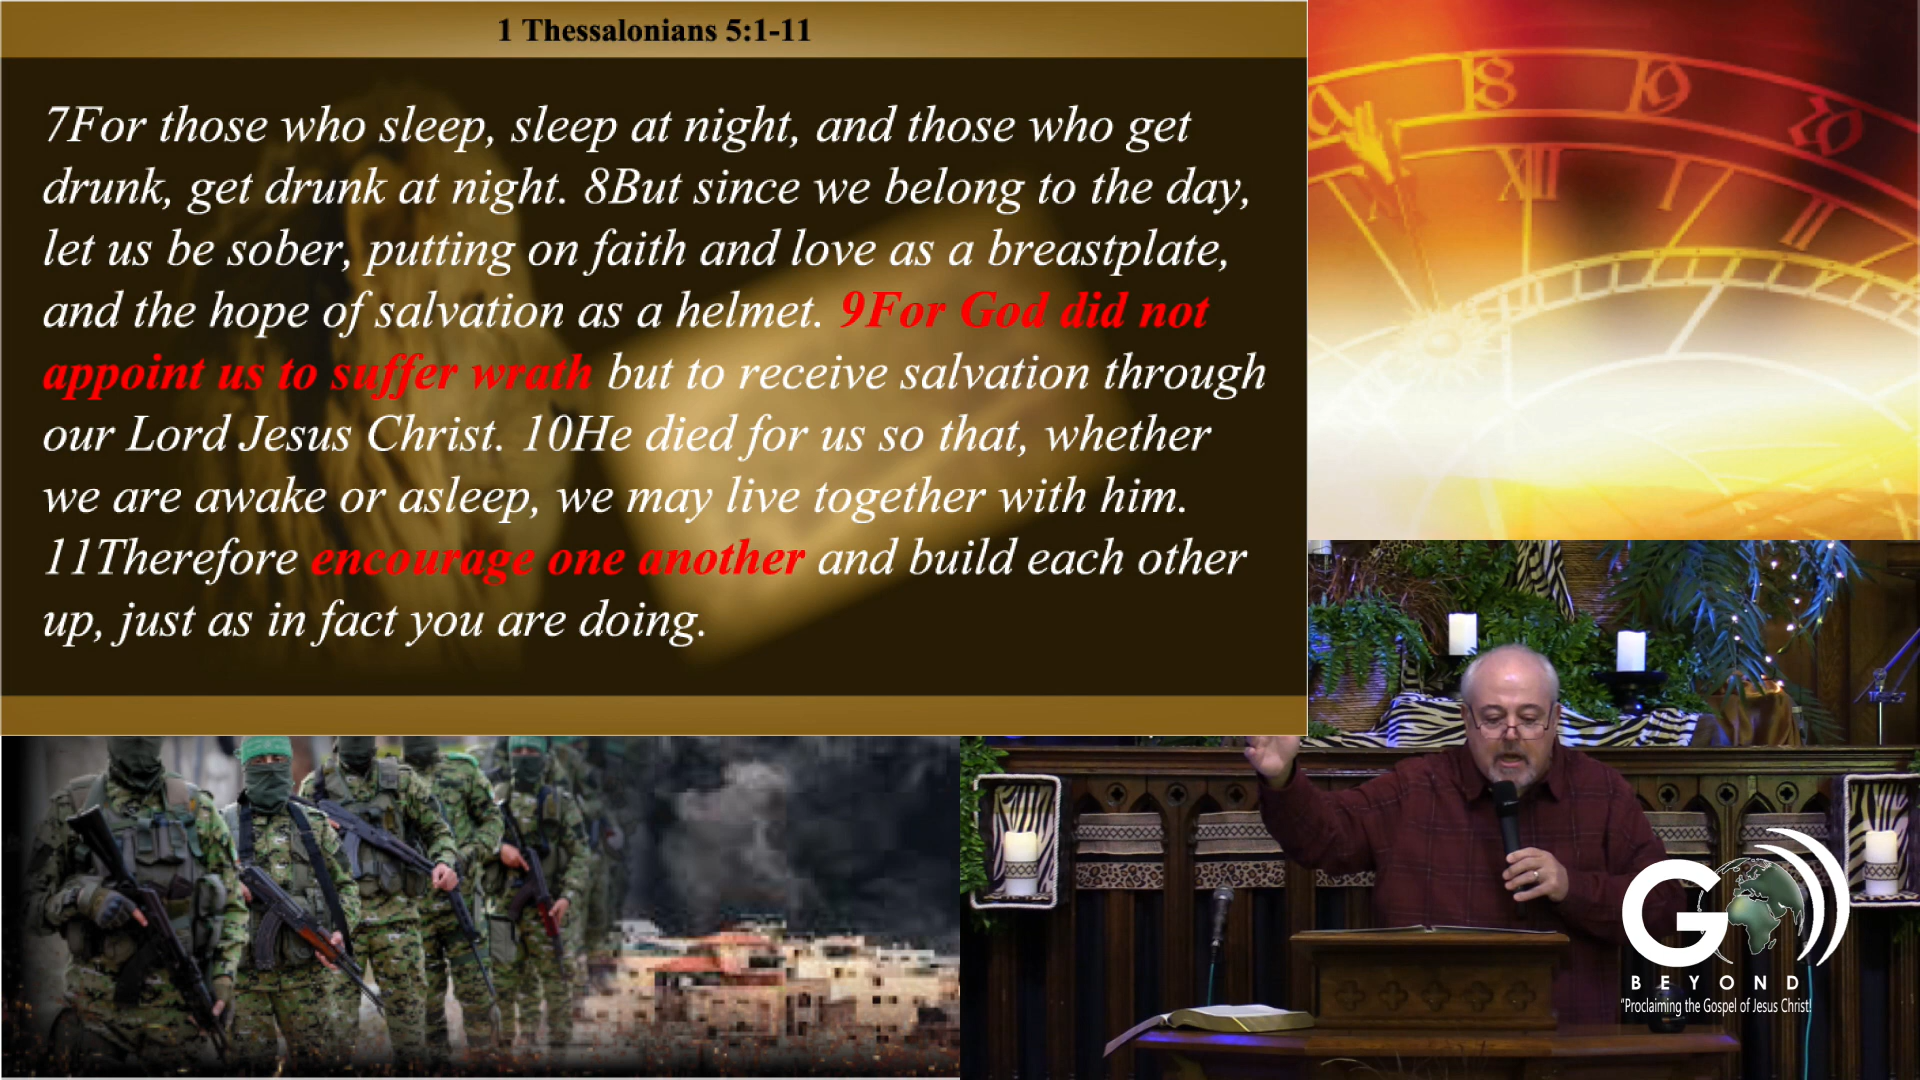 1 Thessalonians 5:1-11
7For those who sleep, sleep at night, and those who get
drunk, get drunk at night. 8But since we belong to the day,
let us be sober, putting on faith and love as a breastplate,
and the hope of salvation as a helmet. 9For God did not
appoint us to suffer wrath but to receive salvation through
our Lord Jesus Christ. 10He died for us so that, whether
we are awake or asleep, we may live together with him.
11Therefore encourage one another and build each other
up, just as in fact you are doing.
8 19
XII I II
GO
BEYOND
"Proclaiming the Gospel of Jesus Christ!